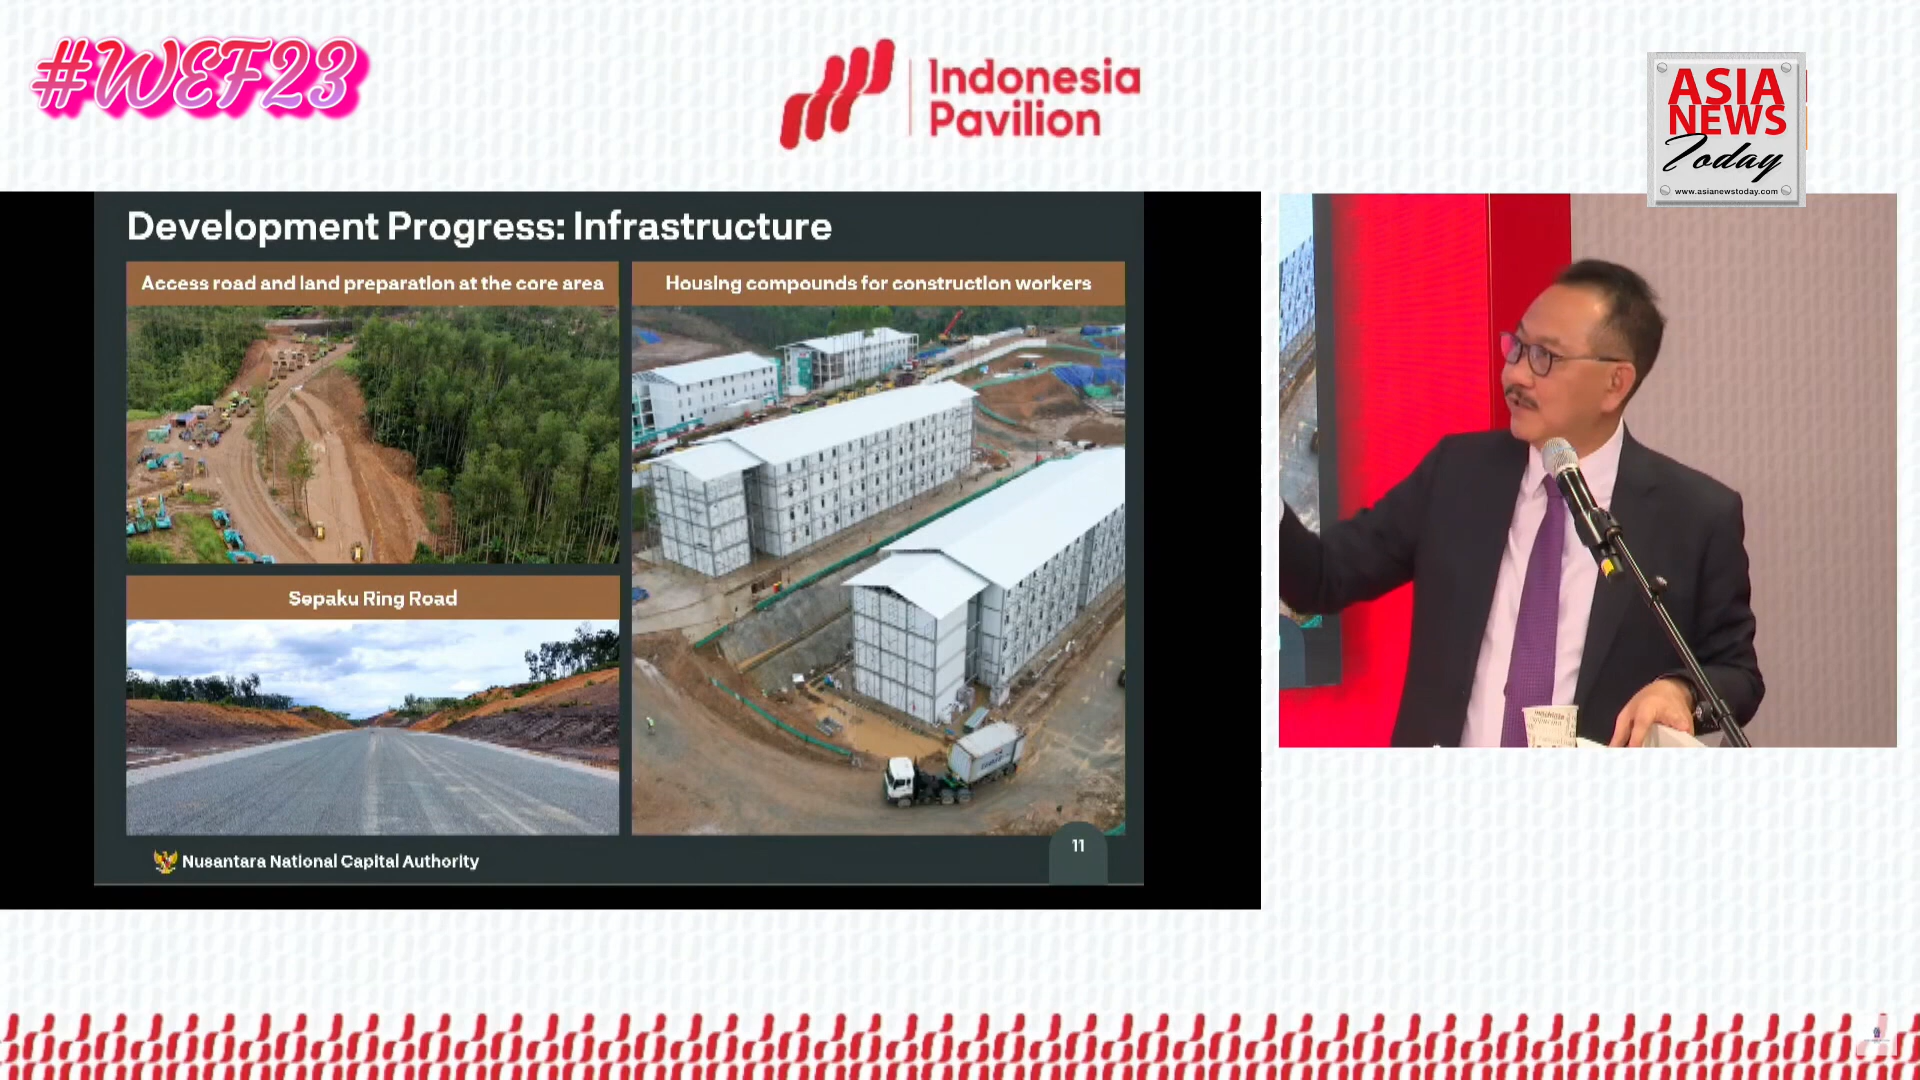 #WEF23
Indonesia
Pavilion
ASIA
NEWS
Today
www.asianewstoday.com
Development Progress: Infrastructure
Access road and land preparation at the core area
Housing compounds for construction workers
Sepaku Ring Road
Nusantara National Capital Authority
11